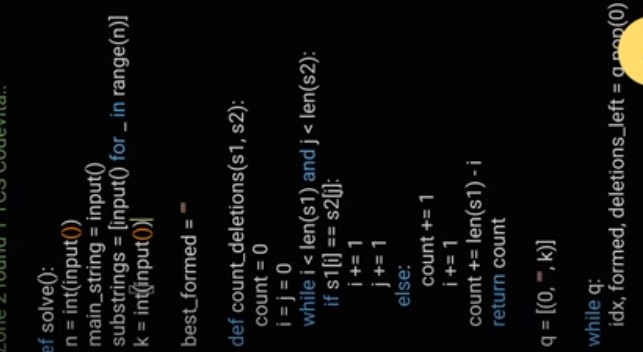 Zone 2 round 1 TCS Codevita..
ef solve():
n = int(input())
main_string = input()
substrings = [input() for _ in range(n)]
k = int(input())
best_formed = ""
def count_deletions(s1, s2):
count = 0
i = j = 0
while i < len(s1) and j < len(s2):
if s1[i] == s2[j]:
i += 1
j += 1
else:
count += 1
i += 1
count += len(s1) - i
return count
q = [(0, "", k)]
while q:
idx, formed, deletions_left = q.pop(0)